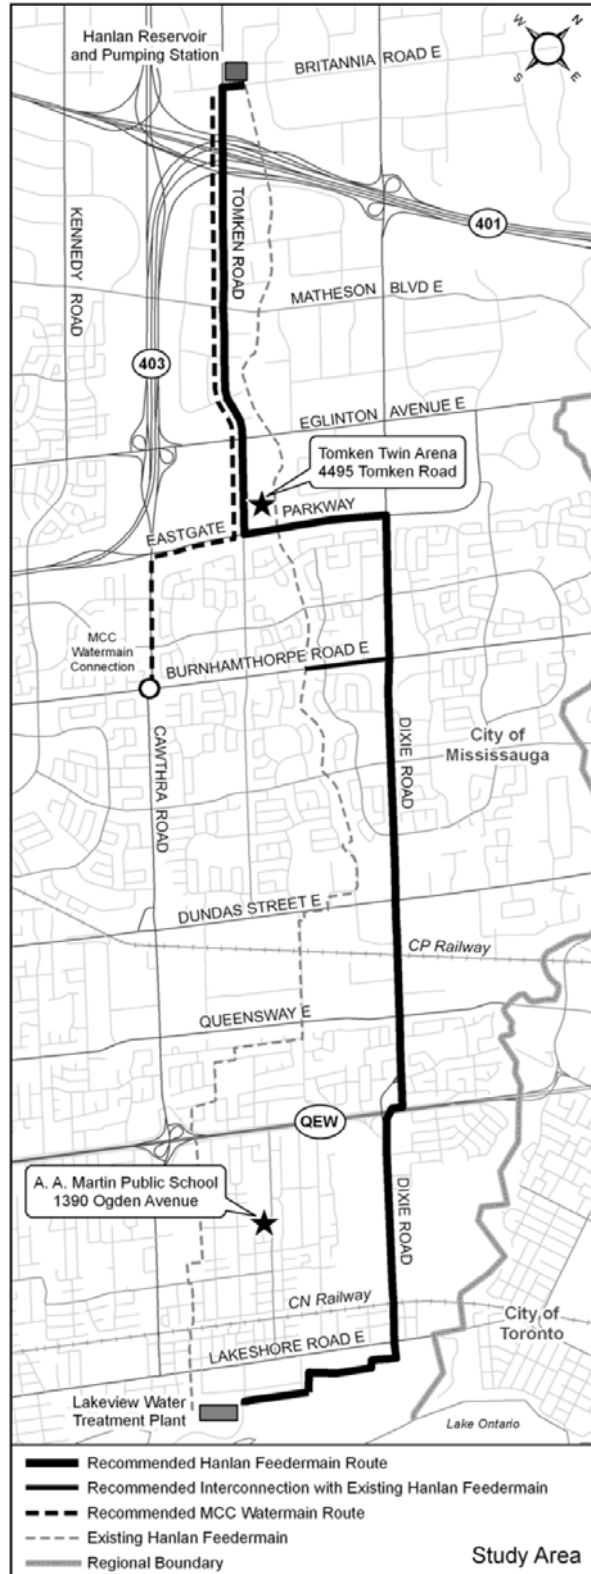 Hanlan Reservoir
and Pumping Station
W
N
S
E
BRITANNIA ROAD E
KENNEDY ROAD
TOMKEN ROAD
401
MATHESON BLVD E
403
EGLINTON AVENUE E
Tomken Twin Arena
4495 Tomken Road
EASTGATE PARKWAY
MCC
Watermain
Connection
BURNHAMTHORPE ROAD E
CAWTHRA ROAD
DIXIE ROAD
City of
Mississauga
DUNDAS STREET E
CP Railway
QUEENSWAY E
QEW
A. A. Martin Public School
1390 Ogden Avenue
DIXIE ROAD
CN Railway
City of
Toronto
LAKESHORE ROAD E
Lakeview Water
Treatment Plant
Lake Ontario
Recommended Hanlan Feedermain Route
Recommended Interconnection with Existing Hanlan Feedermain
Recommended MCC Watermain Route
Existing Hanlan Feedermain
Regional Boundary
Study Area